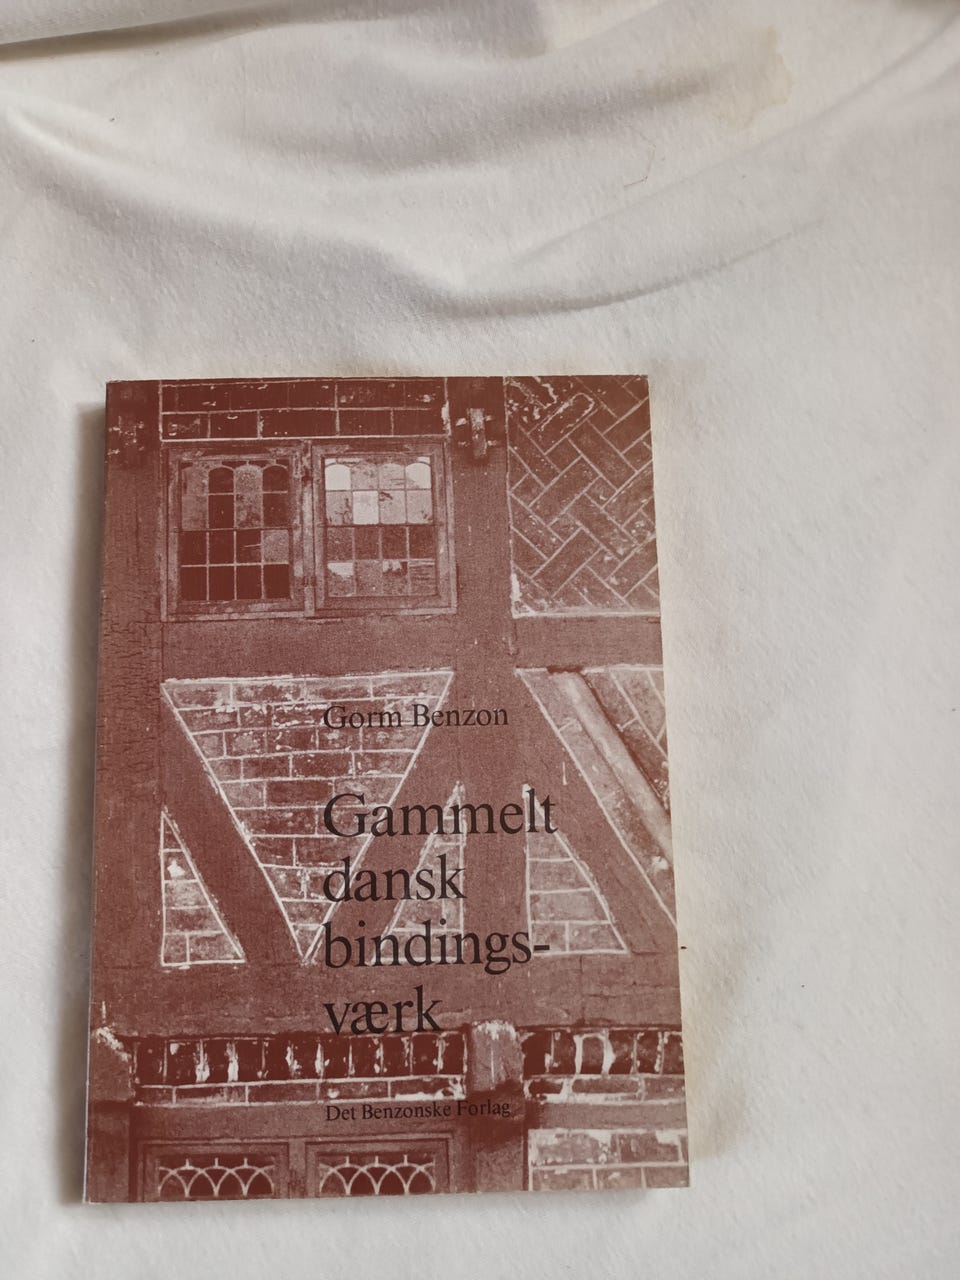 Gorm Benzon
Gammelt
dansk
bindings-
værk
Det Benzonske Forlag